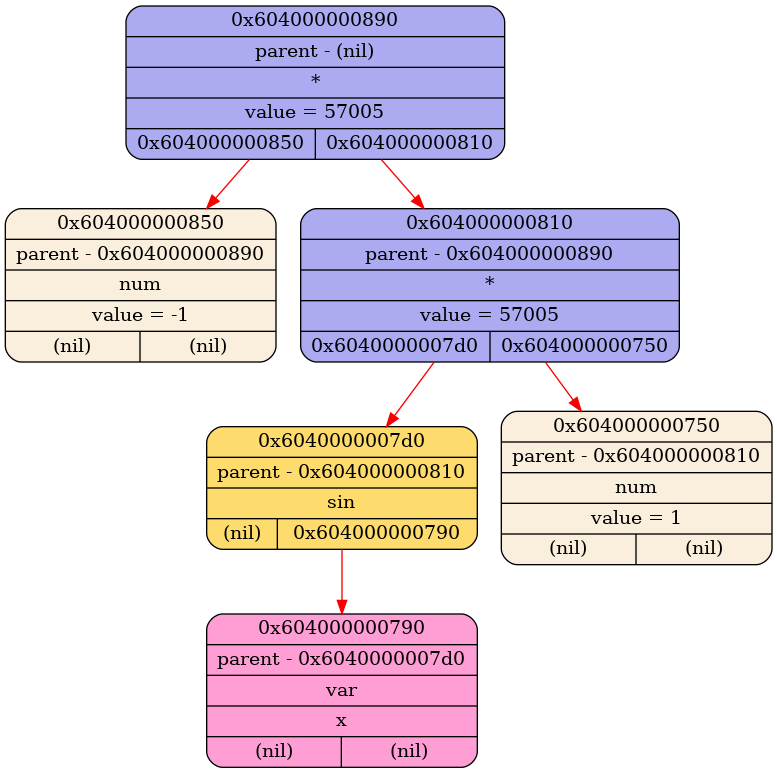 0x604000000890
parent - (nil)
*
value = 57005
0x604000000850 0x604000000810
0x604000000850
parent - 0x604000000890
num
value = -1
(nil) (nil)
0x604000000810
parent - 0x604000000890
*
value = 57005
0x6040000007d0 0x604000000750
0x6040000007d0
parent - 0x604000000810
sin
(nil) 0x604000000790
0x604000000750
parent - 0x604000000810
num
value = 1
(nil) (nil)
0x604000000790
parent - 0x6040000007d0
var
x
(nil) (nil)